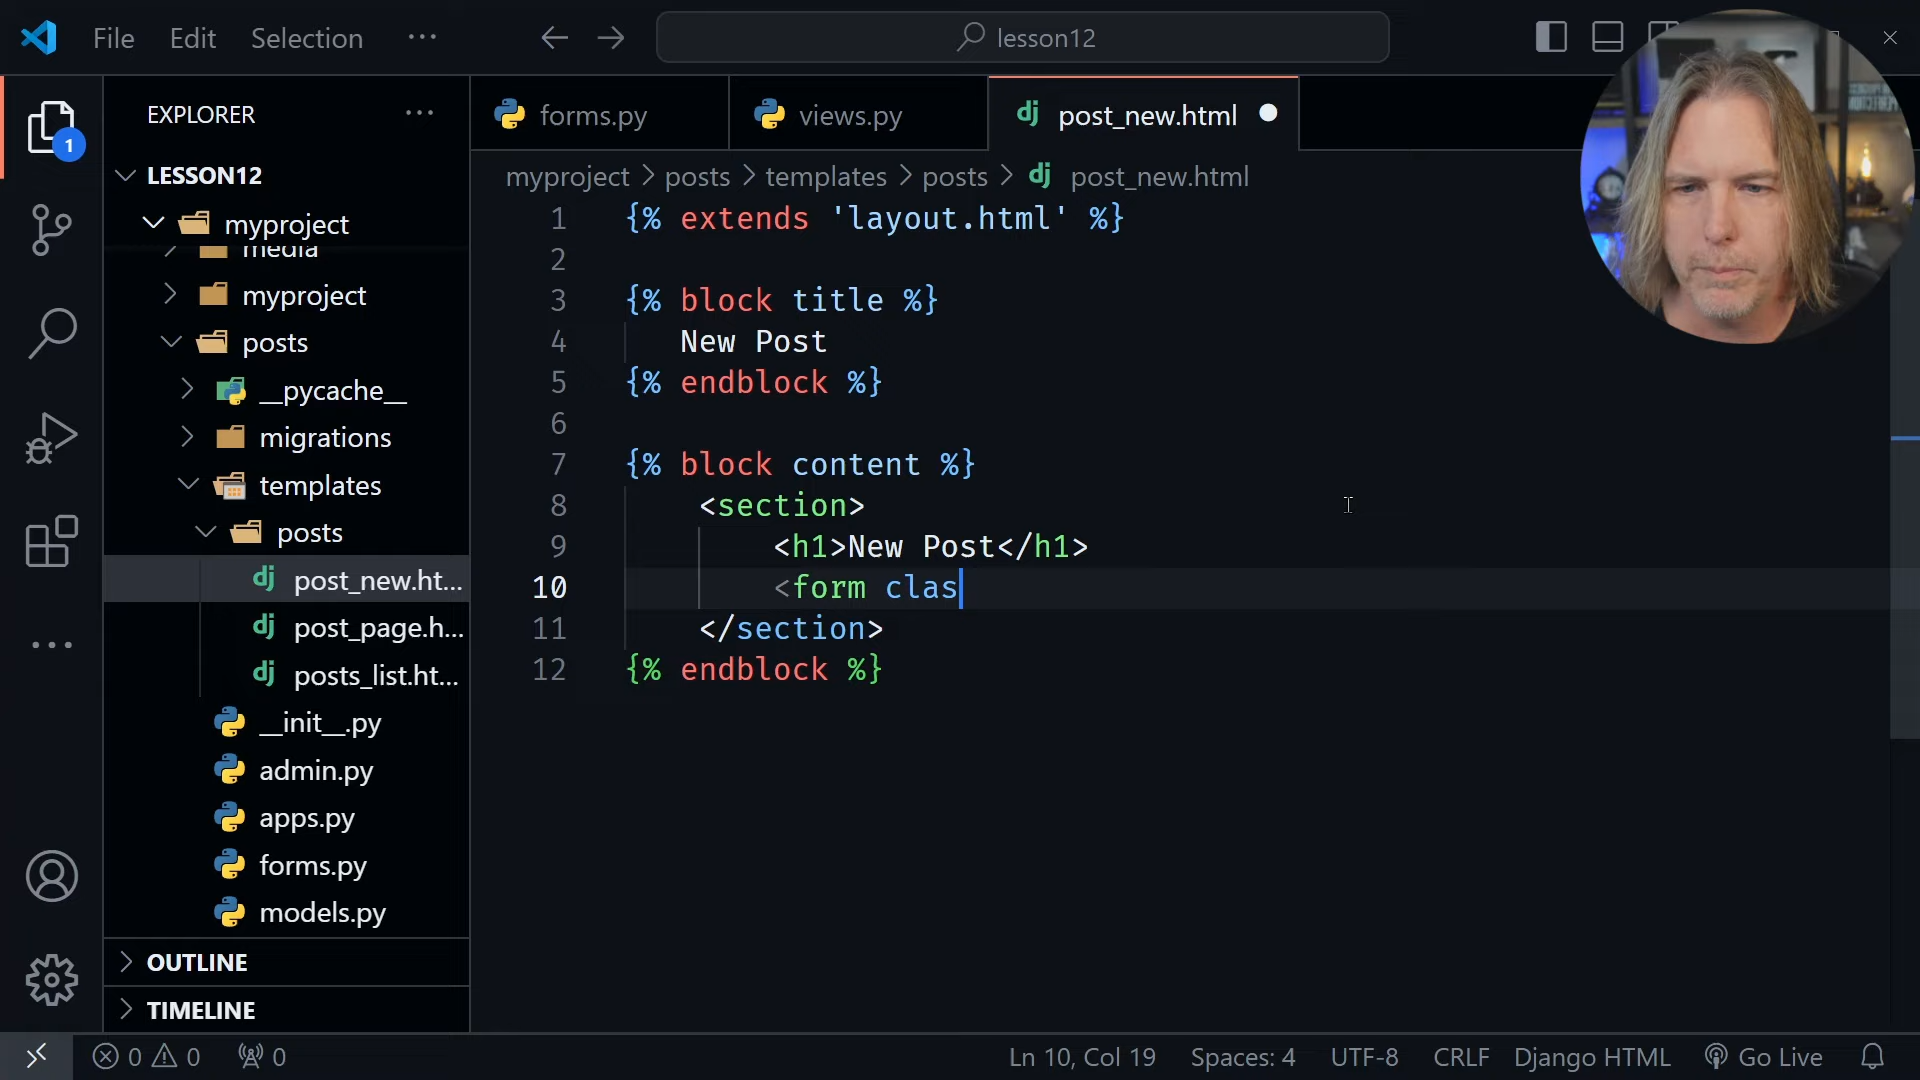 File Edit Selection ···
lesson12
EXPLORER ···
1
LESSON12
myproject
media
myproject
posts
__pycache__
migrations
templates
posts
post_new.ht...
post_page.h...
posts_list.ht...
__init__.py
admin.py
apps.py
forms.py
models.py
OUTLINE
TIMELINE
forms.py views.py post_new.html
myproject > posts > templates > posts > post_new.html
1 {% extends 'layout.html' %}
2
3 {% block title %}
4 New Post
5 {% endblock %}
6
7 {% block content %}
8 <section>
9 <h1>New Post</h1>
10 <form clas
11 </section>
12 {% endblock %}
0 0 0 Ln 10, Col 19 Spaces: 4 UTF-8 CRLF Django HTML Go Live